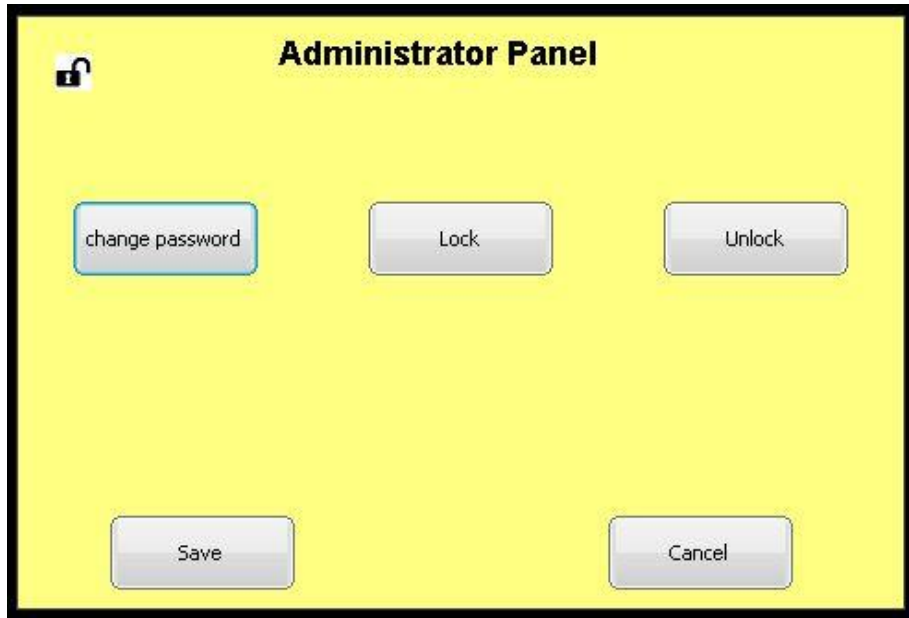 Administrator Panel
change password
Lock
Unlock
Save
Cancel